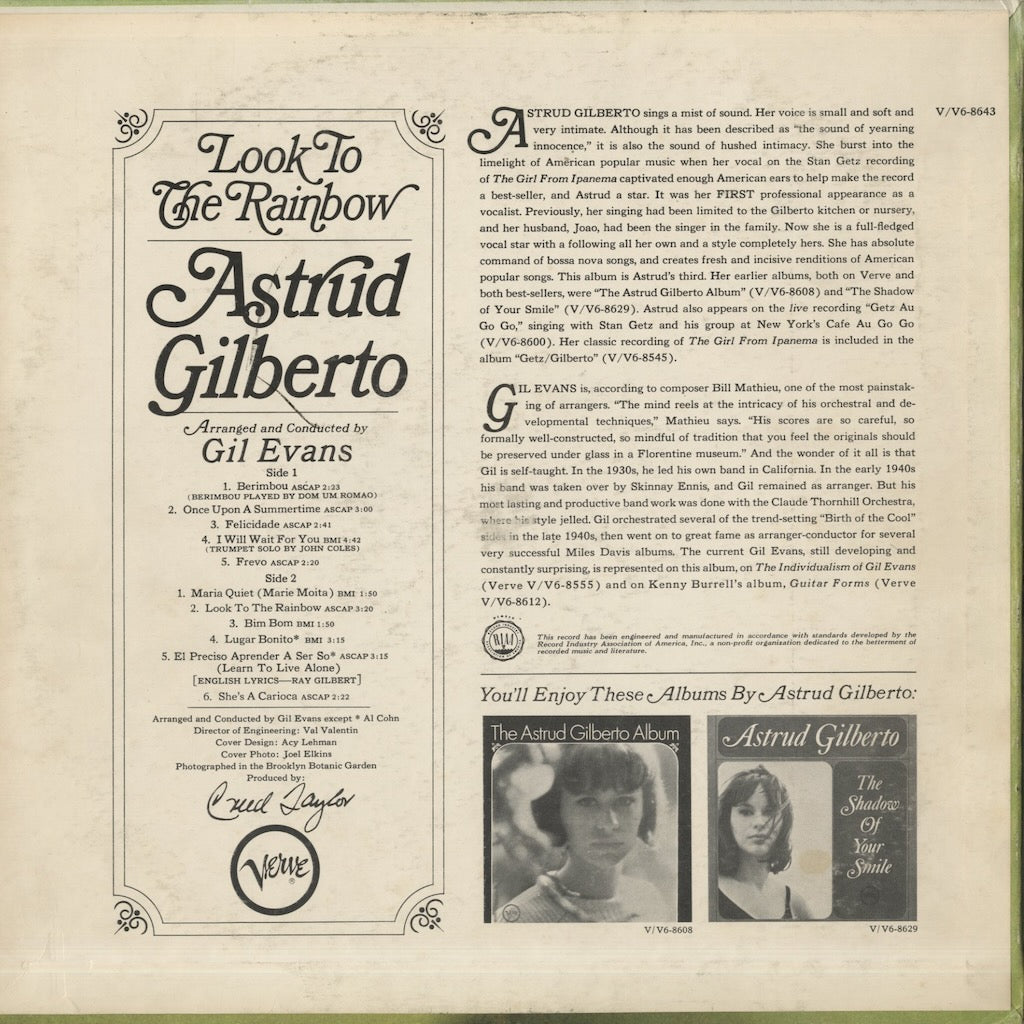 Look To
The Rainbow
Astrud
Gilberto
Arranged and Conducted by
Gil Evans
Side 1
1. Berimbou ASCAP 2:23
(BERIMBOU PLAYED BY DOM UM ROMAO)
2. Once Upon A Summertime ASCAP 3:00
3. Felicidade ASCAP 2:41
4. I Will Wait For You BMI 4:42
(TRUMPET SOLO BY JOHN COLES)
5. Frevo ASCAP 2:20
Side 2
1. Maria Quiet (Marie Moita) BMI 1:50
2. Look To The Rainbow ASCAP 3:20
3. Bim Bom BMI 1:50
4. Lugar Bonito* BMI 3:15
5. El Preciso Aprender A Ser So* ASCAP 3:15
(Learn To Live Alone)
[ENGLISH LYRICS—RAY GILBERT]
6. She's A Carioca ASCAP 2:22
Arranged and Conducted by Gil Evans except * Al Cohn
Director of Engineering: Val Valentin
Cover Design: Acy Lehman
Cover Photo: Joel Elkins
Photographed in the Brooklyn Botanic Garden
Produced by:
Creed Taylor
Verve
®
V/V6-8643
ASTRUD GILBERTO sings a mist of sound. Her voice is small and soft and
very intimate. Although it has been described as "the sound of yearning
innocence," it is also the sound of hushed intimacy. She burst into the
limelight of American popular music when her vocal on the Stan Getz recording
of The Girl From Ipanema captivated enough American ears to help make the record
a best-seller, and Astrud a star. It was her FIRST professional appearance as a
vocalist. Previously, her singing had been limited to the Gilberto kitchen or nursery,
and her husband, Joao, had been the singer in the family. Now she is a full-fledged
vocal star with a following all her own and a style completely hers. She has absolute
command of bossa nova songs, and creates fresh and incisive renditions of American
popular songs. This album is Astrud's third. Her earlier albums, both on Verve and
both best-sellers, were "The Astrud Gilberto Album" (V/V6-8608) and "The Shadow
of Your Smile" (V/V6-8629). Astrud also appears on the live recording "Getz Au
Go Go," singing with Stan Getz and his group at New York's Cafe Au Go Go
(V/V6-8600). Her classic recording of The Girl From Ipanema is included in the
album "Getz/Gilberto" (V/V6-8545).
GIL EVANS is, according to composer Bill Mathieu, one of the most painstak-
ing of arrangers. "The mind reels at the intricacy of his orchestral and de-
velopmental techniques," Mathieu says. "His scores are so careful, so
formally well-constructed, so mindful of tradition that you feel the originals should
be preserved under glass in a Florentine museum." And the wonder of it all is that
Gil is self-taught. In the 1930s, he led his own band in California. In the early 1940s
his band was taken over by Skinnay Ennis, and Gil remained as arranger. But his
most lasting and productive band work was done with the Claude Thornhill Orchestra,
where his style jelled. Gil orchestrated several of the trend-setting "Birth of the Cool"
sides in the late 1940s, then went on to great fame as arranger-conductor for several
very successful Miles Davis albums. The current Gil Evans, still developing and
constantly surprising, is represented on this album, on The Individualism of Gil Evans
(Verve V/V6-8555) and on Kenny Burrell's album, Guitar Forms (Verve
V/V6-8612).
RIAA
This record has been engineered and manufactured in accordance with standards developed by the
Record Industry Association of America, Inc., a non-profit organization dedicated to the betterment of
recorded music and literature.
You'll Enjoy These Albums By Astrud Gilberto:
The Astrud Gilberto Album
V/V6-8608
Astrud Gilberto
The
Shadow
Of
Your
Smile
V/V6-8629